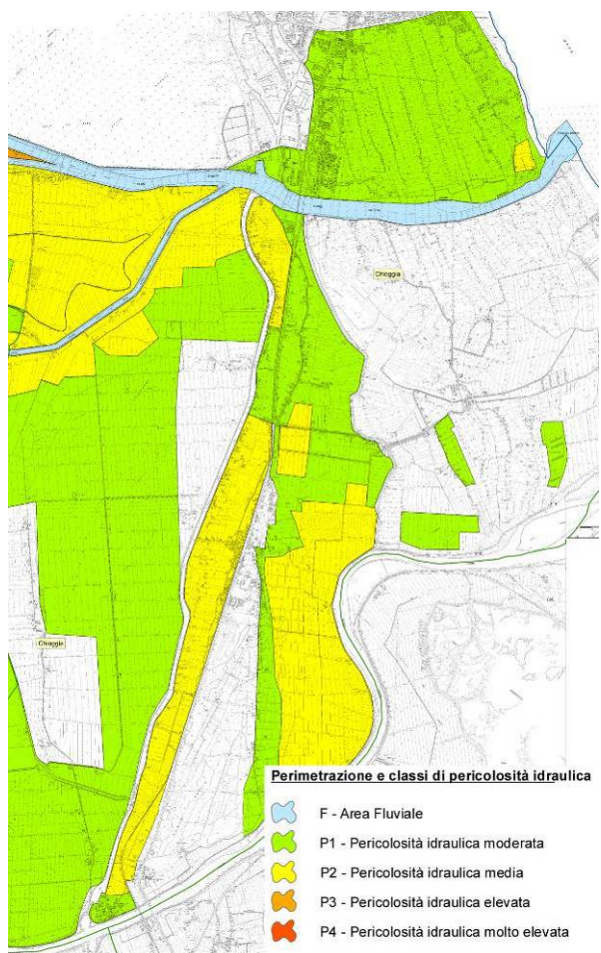 Chioggia
Chioggia
Perimetrazione e classi di pericolosità idraulica
F - Area Fluviale
P1 - Pericolosità idraulica moderata
P2 - Pericolosità idraulica media
P3 - Pericolosità idraulica elevata
P4 - Pericolosità idraulica molto elevata